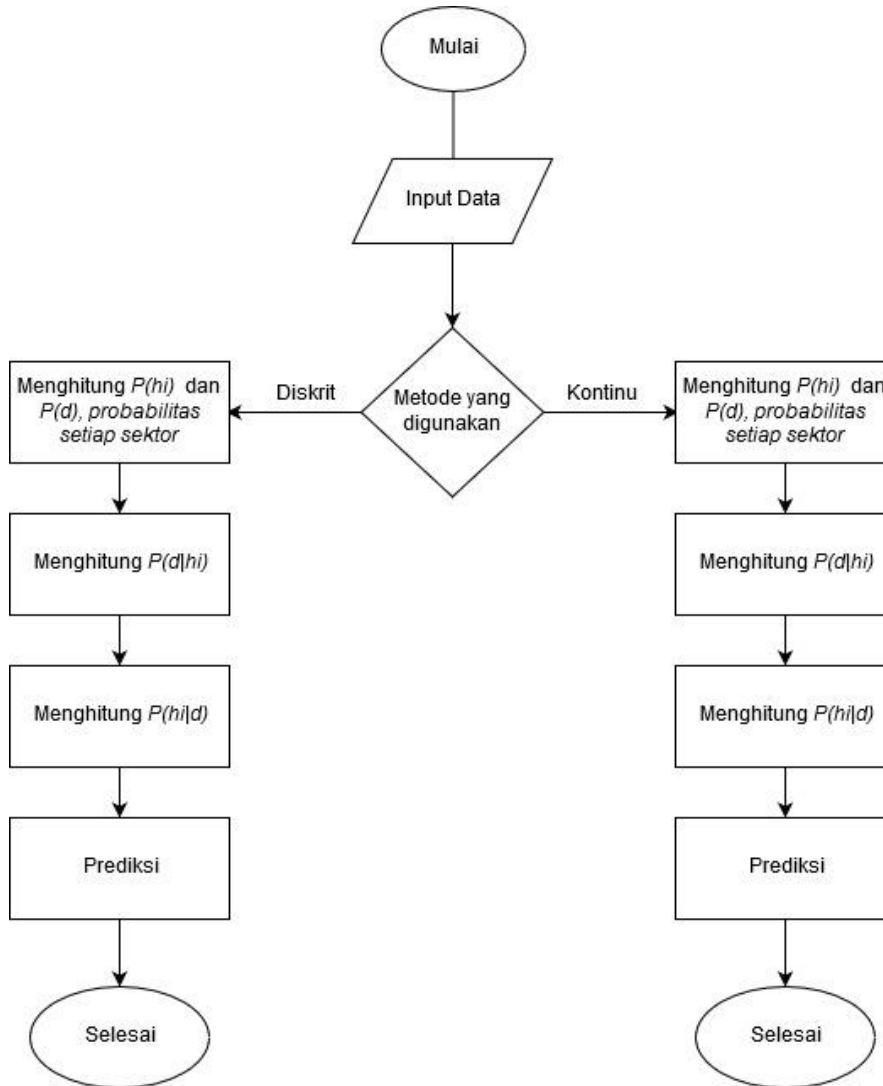 Mulai
Input Data
Metode yang
digunakan
Diskrit
Kontinu
Menghitung P(hi) dan
P(d), probabilitas
setiap sektor
Menghitung P(d|hi)
Menghitung P(hi|d)
Prediksi
Selesai
Menghitung P(hi) dan
P(d), probabilitas
setiap sektor
Menghitung P(d|hi)
Menghitung P(hi|d)
Prediksi
Selesai